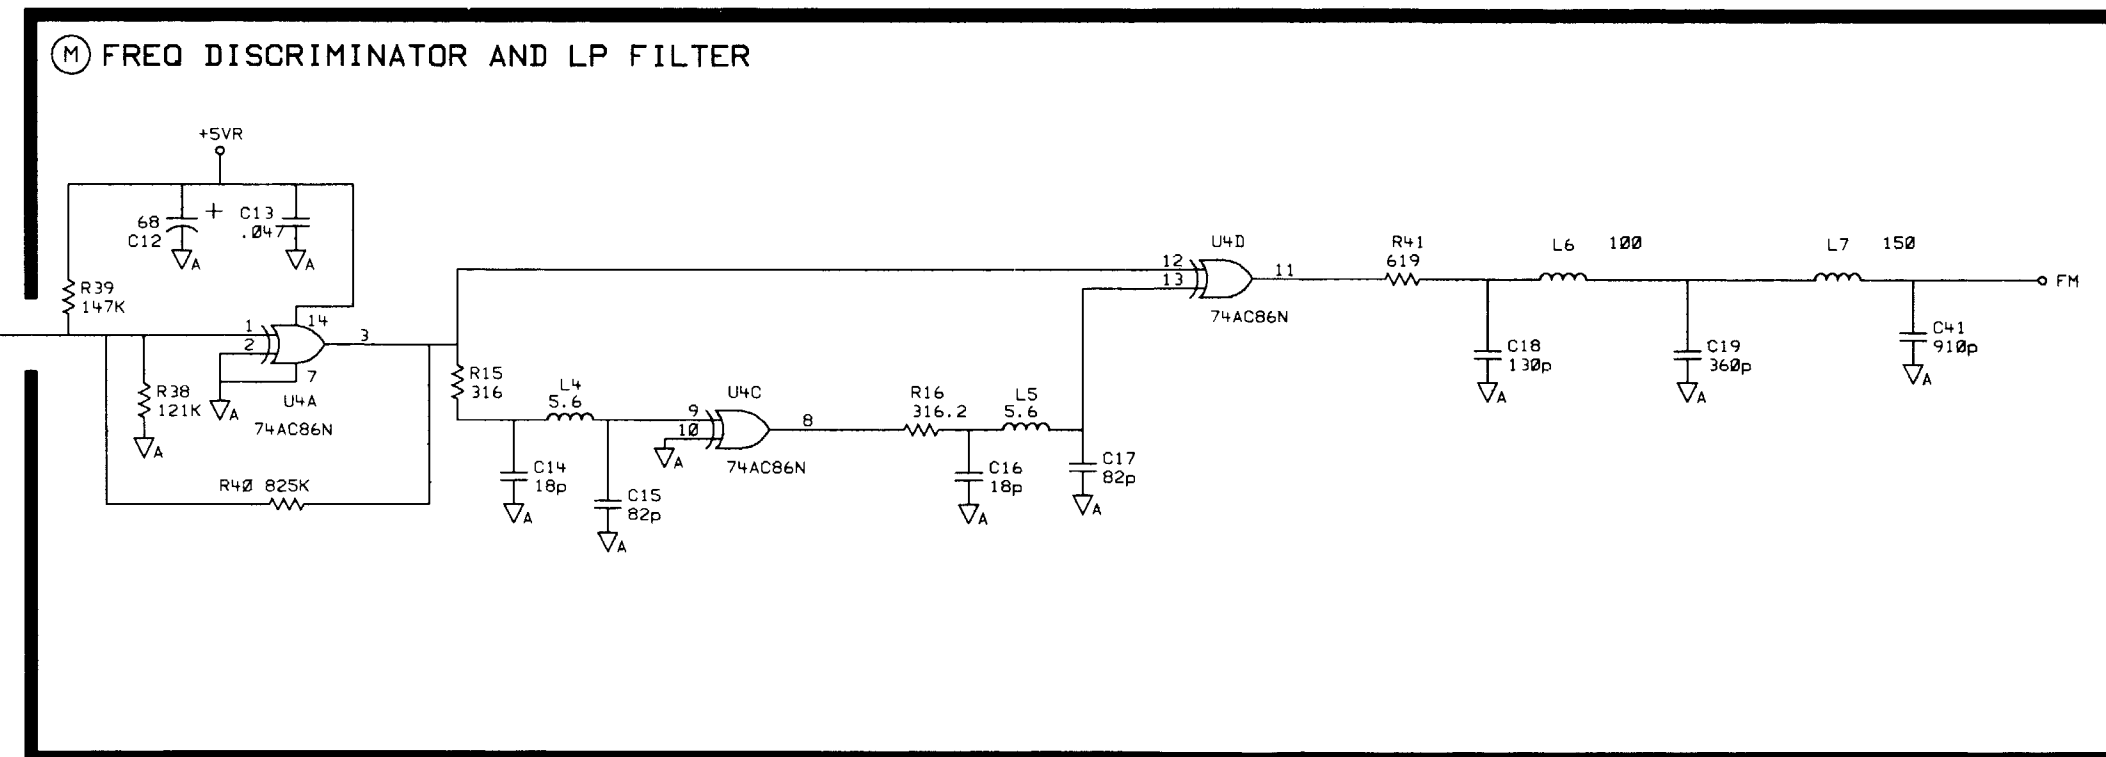 M FREQ DISCRIMINATOR AND LP FILTER
+5VR
68
C12
+
C13
.047
A
A
R39
147K
1
2
14
3
7
U4A
74AC86N
R38
121K
A
A
R40 825K
R15
316
L4
5.6
C14
18p
A
C15
82p
A
9
10
U4C
8
74AC86N
A
R16
316.2
L5
5.6
C16
18p
A
C17
82p
A
12
13
U4D
11
74AC86N
R41
619
L6 100
L7 150
FM
C18
130p
A
C19
360p
A
C41
910p
A